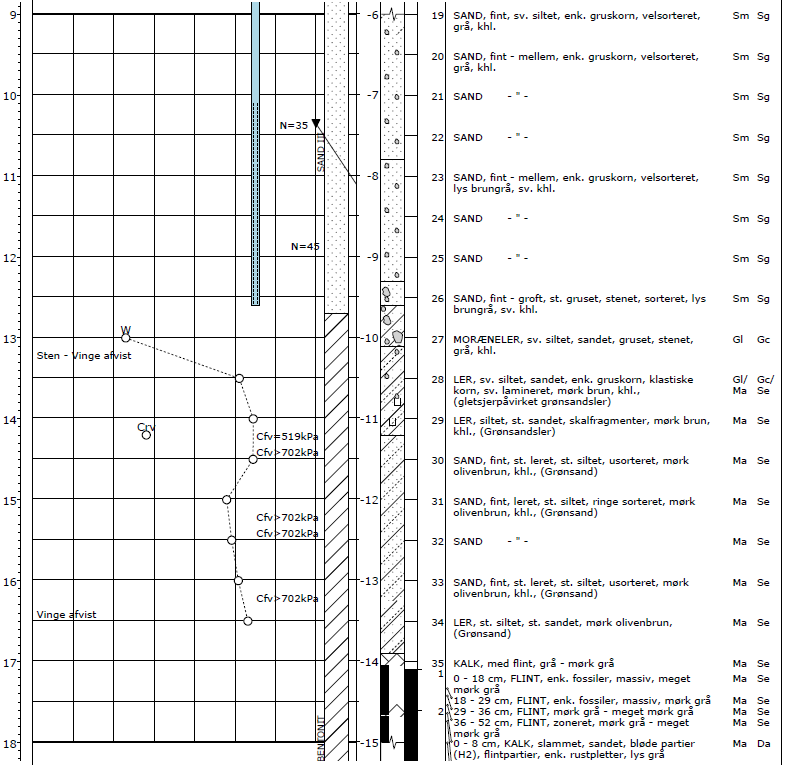 9
-6
19 SAND, fint, sv. siltet, enk. gruskorn, velsorteret, Sm Sg
grå, khl.
20 SAND, fint - mellem, enk. gruskorn, velsorteret, Sm Sg
grå, khl.
10
-7
21 SAND - " - Sm Sg
N=35
SAND III
22 SAND - " - Sm Sg
11
-8
23 SAND, fint - mellem, enk. gruskorn, velsorteret, Sm Sg
lys brungrå, sv. khl.
24 SAND - " - Sm Sg
N=45
12
-9
25 SAND - " - Sm Sg
26 SAND, fint - groft, st. gruset, stenet, sorteret, lys Sm Sg
brungrå, sv. khl.
W
13
-10
27 MORÆNELER, sv. siltet, sandet, gruset, stenet, Gl Gc
grå, khl.
Sten - Vinge afvist
28 LER, sv. siltet, sandet, enk. gruskorn, klastiske Gl/ Gc/
korn, sv. lamineret, mørk brun, khl., Ma Se
(gletsjerpåvirket grønsandsler)
14
-11
29 LER, siltet, st. sandet, skalfragmenter, mørk brun, Ma Se
khl., (Grønsandsler)
Crv
Cfv=519kPa
Cfv>702kPa
30 SAND, fint, st. leret, st. siltet, usorteret, mørk Ma Se
olivenbrun, khl., (Grønsand)
15
-12
31 SAND, fint, leret, st. siltet, ringe sorteret, mørk Ma Se
olivenbrun, khl., (Grønsand)
Cfv>702kPa
Cfv>702kPa
32 SAND - " - Ma Se
16
-13
33 SAND, fint, st. leret, st. siltet, usorteret, mørk Ma Se
olivenbrun, khl., (Grønsand)
Cfv>702kPa
Vinge afvist
34 LER, st. siltet, st. sandet, mørk olivenbrun, Ma Se
(Grønsand)
17
-14
35 KALK, med flint, grå - mørk grå Ma Se
1
0 - 18 cm, FLINT, enk. fossiler, massiv, meget Ma Se
mørk grå
18 - 29 cm, FLINT, enk. fossiler, massiv, mørk grå Ma Se
2 29 - 36 cm, FLINT, mørk grå - meget mørk grå Ma Se
36 - 52 cm, FLINT, zoneret, mørk grå - meget Ma Se
mørk grå
BENTONIT
18
-15
0 - 8 cm, KALK, slammet, sandet, bløde partier Ma Da
(H2), flintpartier, enk. rustpletter, lys grå